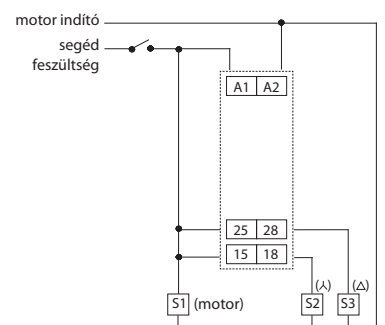 motor indító
segéd
feszültség
A1 A2
25 28
15 18
(⅄) (△)
S1 (motor) S2 S3